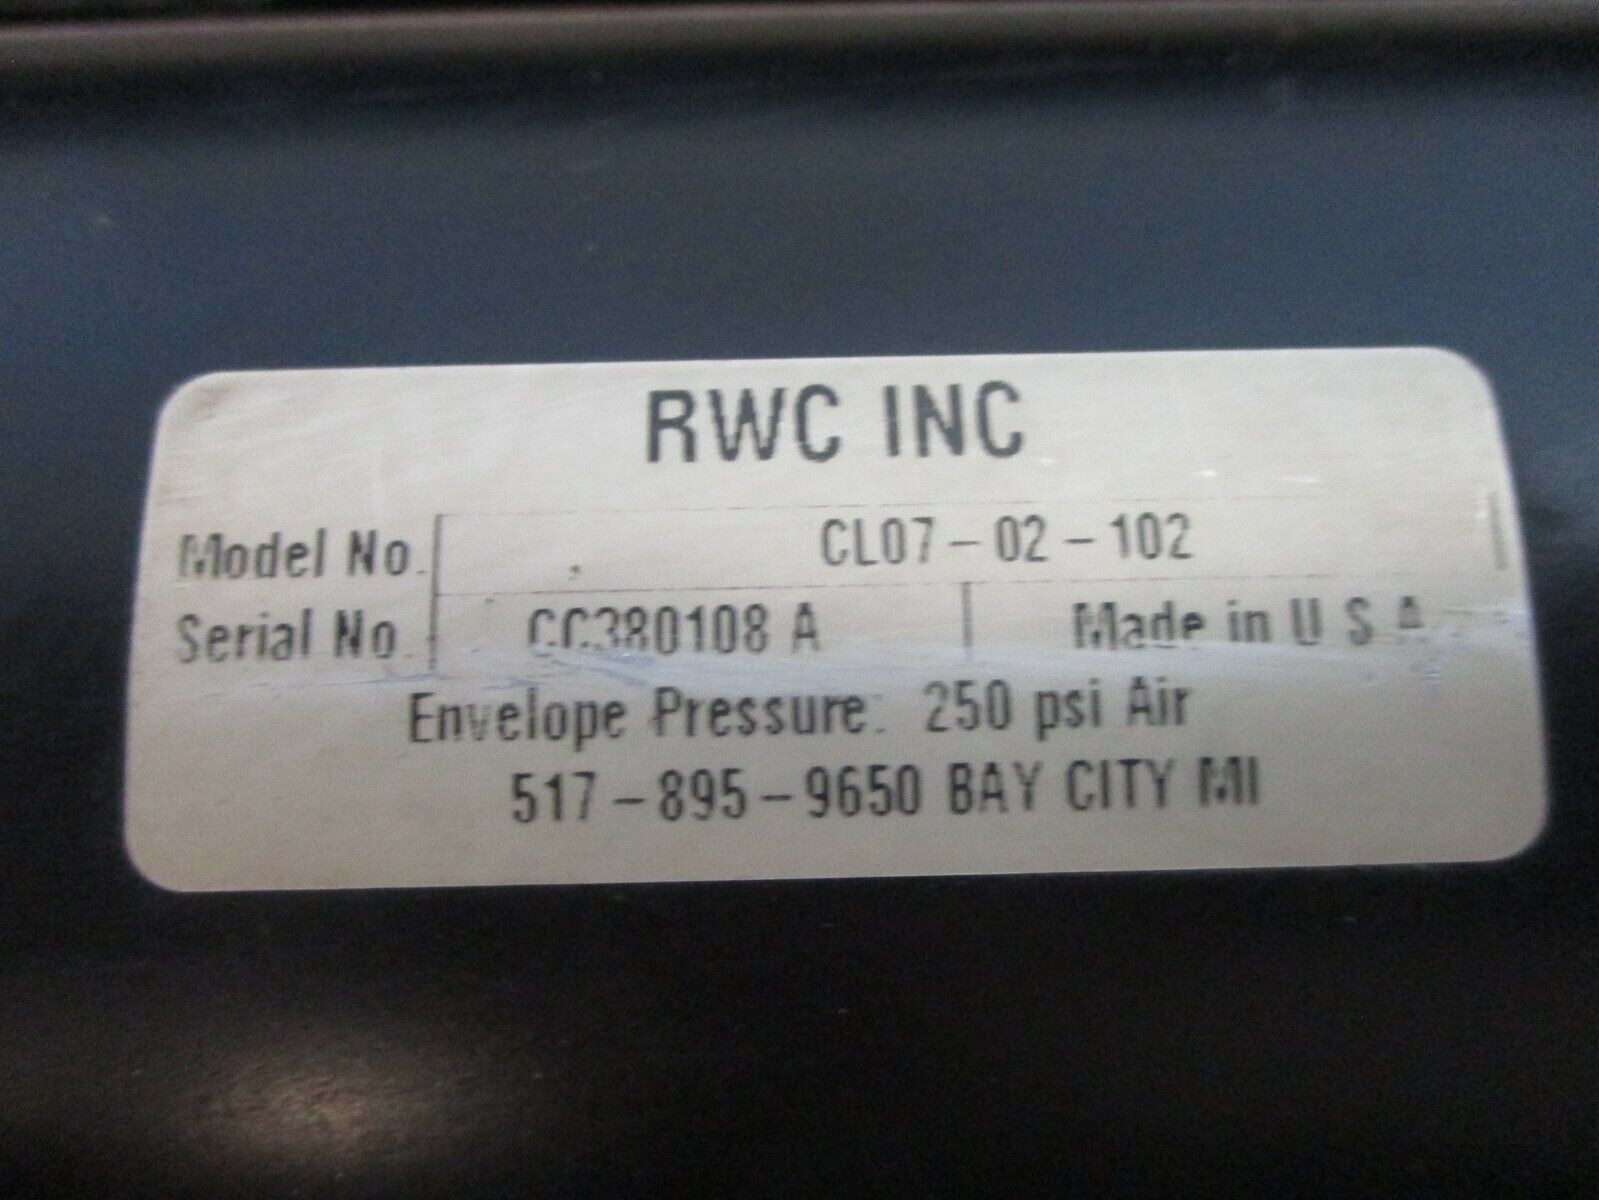 RWC INC
Model No. CL07-02-102
Serial No. CC380108 A Made in U S A
Envelope Pressure: 250 psi Air
517-895-9650 BAY CITY MI